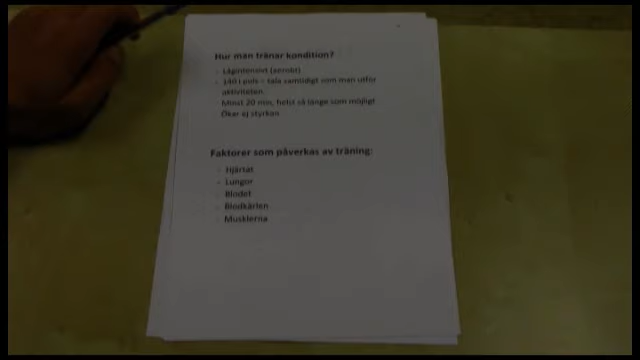 Hur man tränar kondition?
- Lågintensivt (aerobt)
- 140 i puls – tala samtidigt som man utför
aktiviteten
- Minst 20 min, helst så länge som möjligt
- Ökar ej styrkan
Faktorer som påverkas av träning:
- Hjärtat
- Lungor
- Blodet
- Blodkärlen
- Musklerna